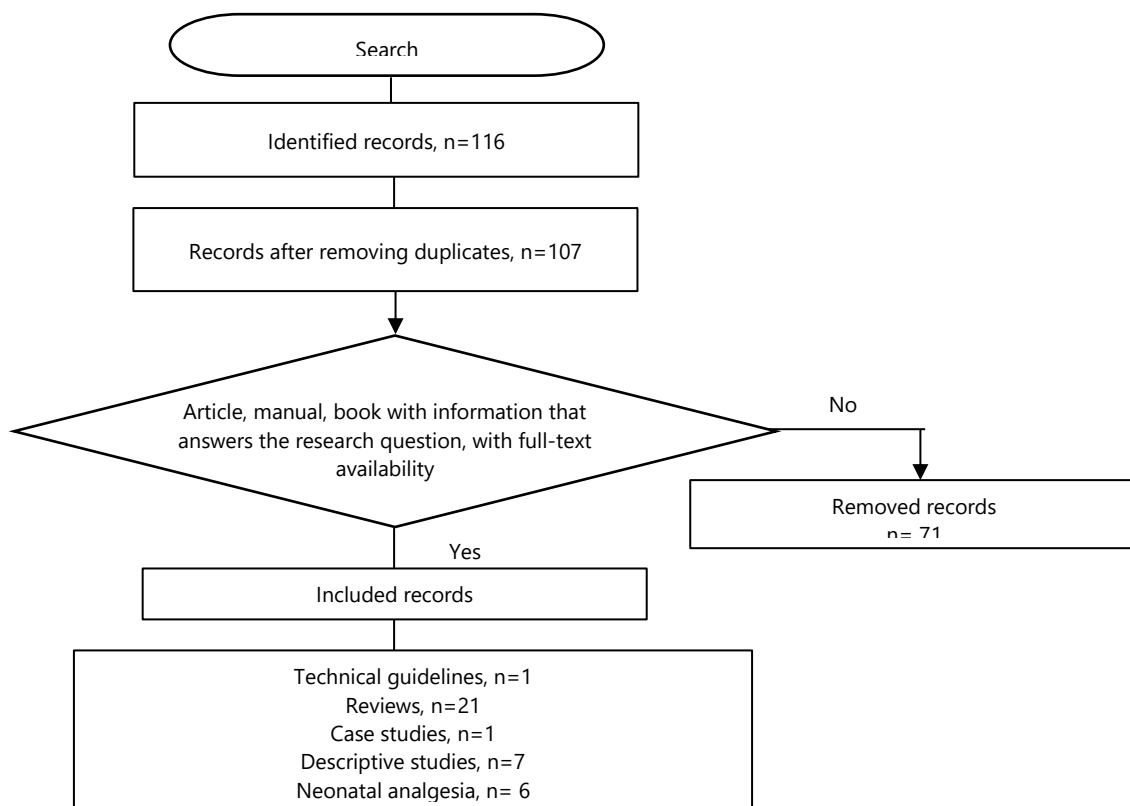 Search
Identified records, n=116
Records after removing duplicates, n=107
Article, manual, book with information that
answers the research question, with full-text
availability
No
Removed records
n= 71
Yes
Included records
Technical guidelines, n=1
Reviews, n=21
Case studies, n=1
Descriptive studies, n=7
Neonatal analgesia, n= 6